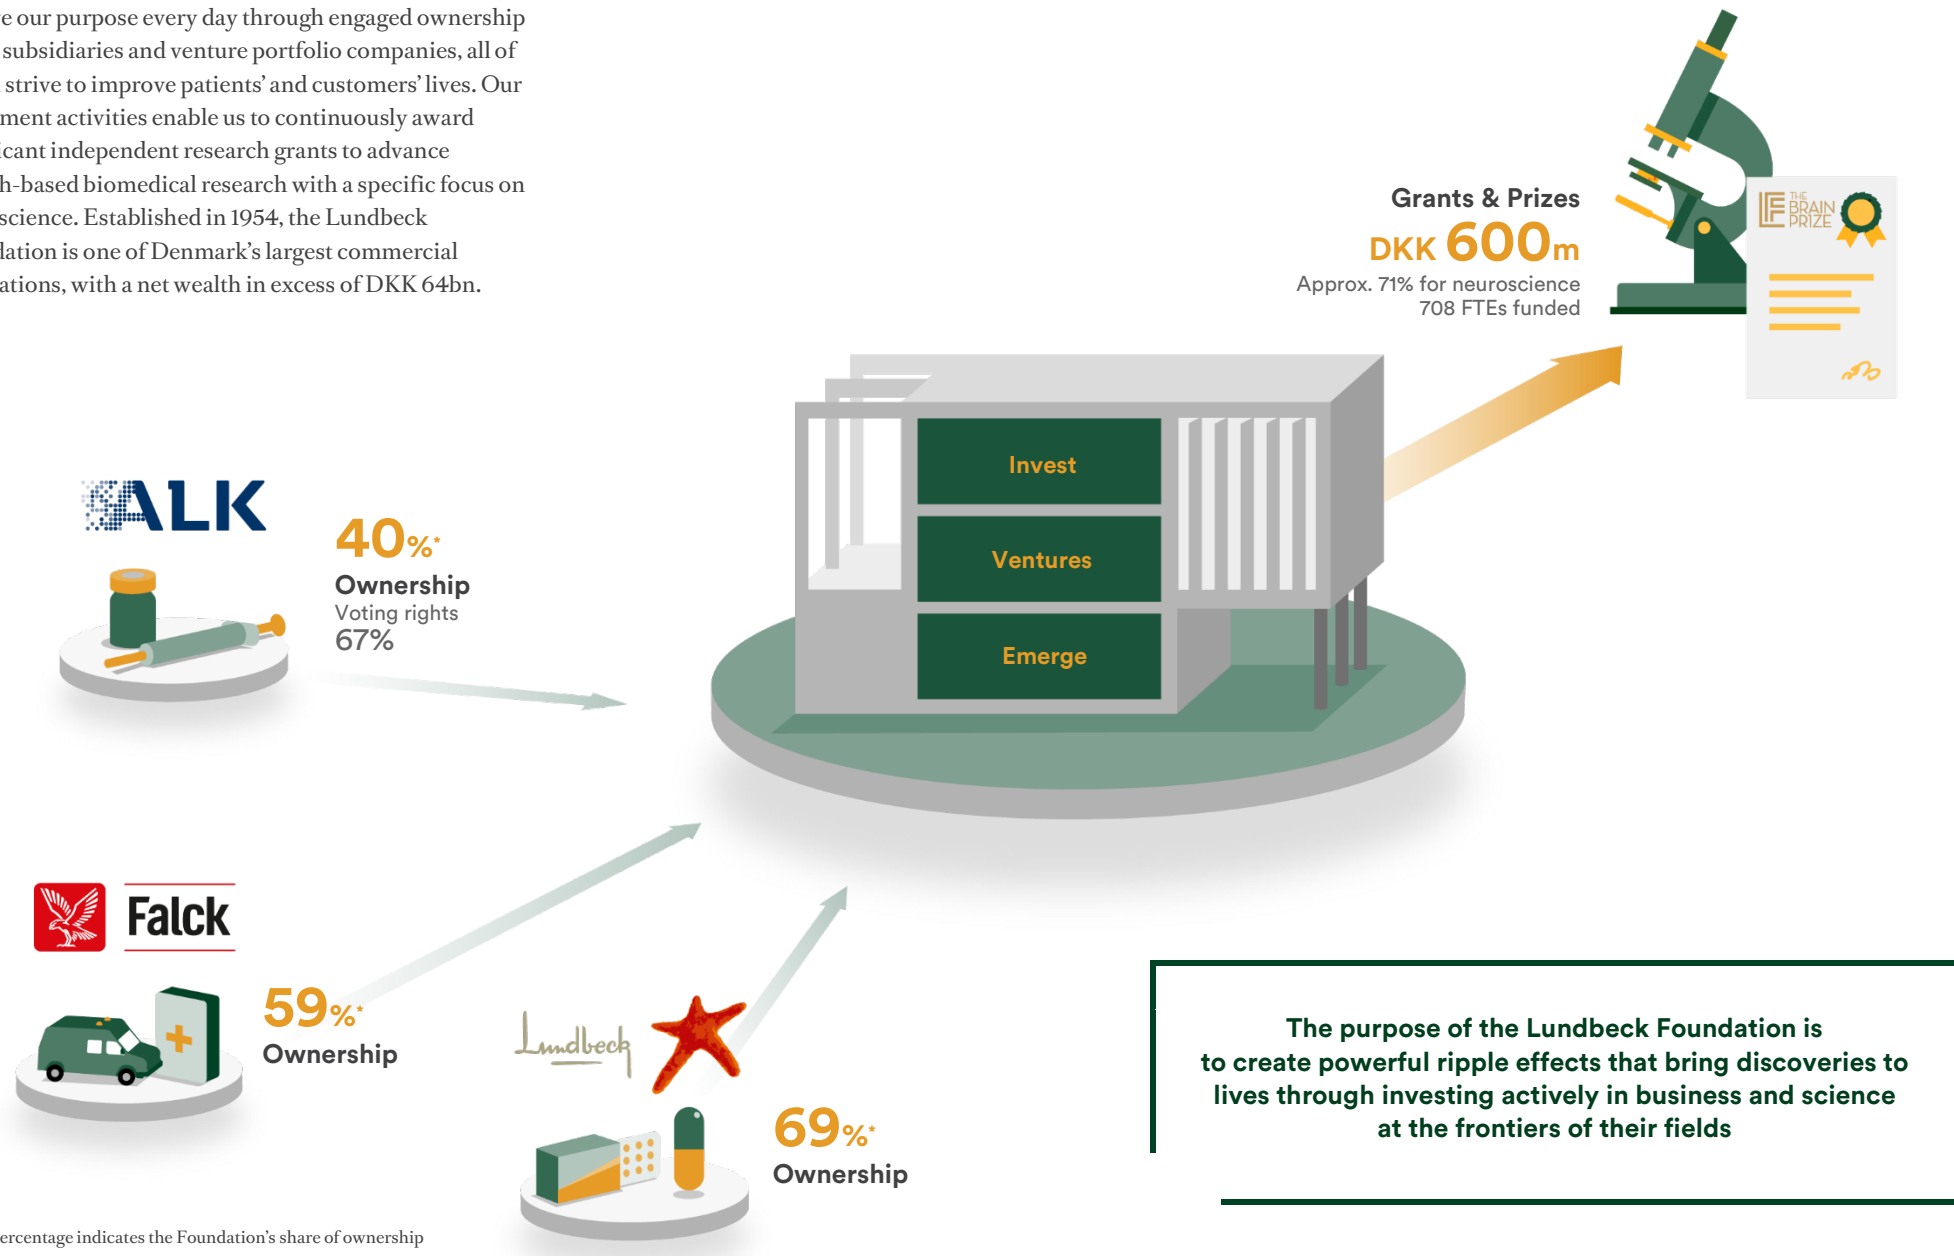 our purpose every day through engaged ownership
subsidiaries and venture portfolio companies, all of
strive to improve patients' and customers' lives. Our
activities enable us to continuously award
independent research grants to advance
biomedical research with a specific focus on
science. Established in 1954, the Lundbeck
is one of Denmark's largest commercial
with a net wealth in excess of DKK 64bn.
Grants & Prizes
DKK 600m
Approx. 71% for neuroscience
708 FTEs funded
THE
BRAIN
PRIZE
Invest
Ventures
Emerge
ALK
40%*
Ownership
Voting rights
67%
Falck
59%*
Ownership
Lundbeck
69%*
Ownership
The purpose of the Lundbeck Foundation is
to create powerful ripple effects that bring discoveries to
lives through investing actively in business and science
at the frontiers of their fields
indicates the Foundation's share of ownership